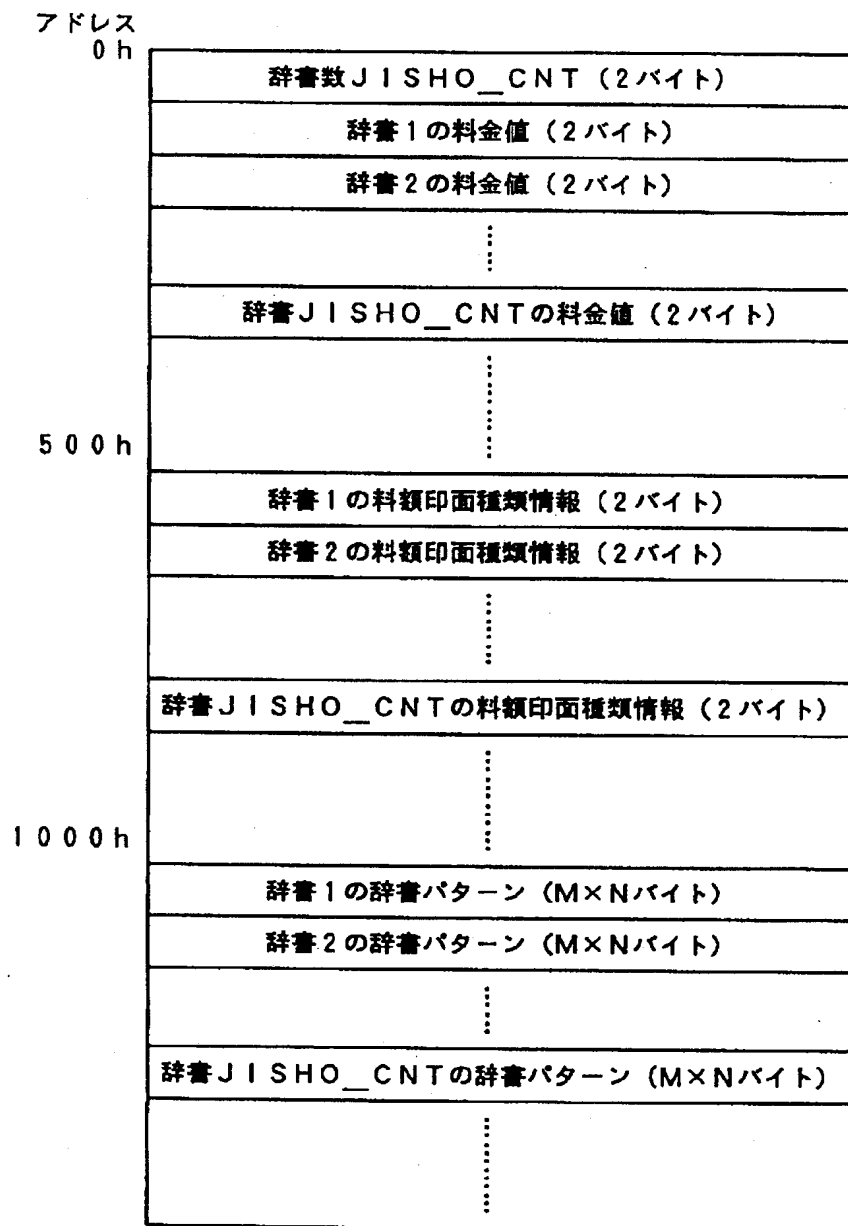 アドレス
0h
辞書数JISHO_CNT(2バイト)
辞書1の料金値(2バイト)
辞書2の料金値(2バイト)
辞書JISHO_CNTの料金値(2バイト)
500h
辞書1の料額印面種類情報(2バイト)
辞書2の料額印面種類情報(2バイト)
辞書JISHO_CNTの料額印面種類情報(2バイト)
1000h
辞書1の辞書パターン(M×Nバイト)
辞書2の辞書パターン(M×Nバイト)
辞書JISHO_CNTの辞書パターン(M×Nバイト)